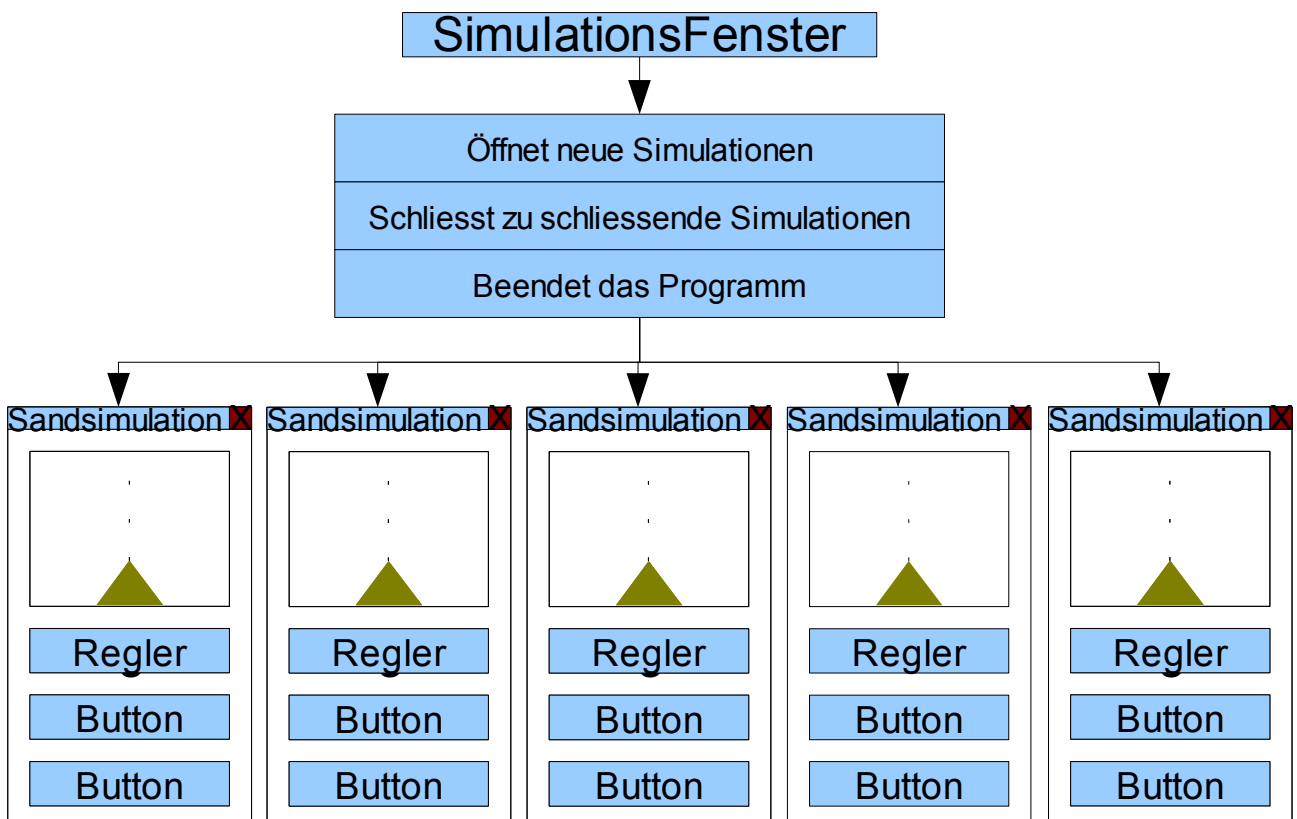 SimulationsFenster
Öffnet neue Simulationen
Schliesst zu schliessende Simulationen
Beendet das Programm
Sandsimulation X Sandsimulation X Sandsimulation X Sandsimulation X Sandsimulation X
Regler Regler Regler Regler Regler
Button Button Button Button Button
Button Button Button Button Button